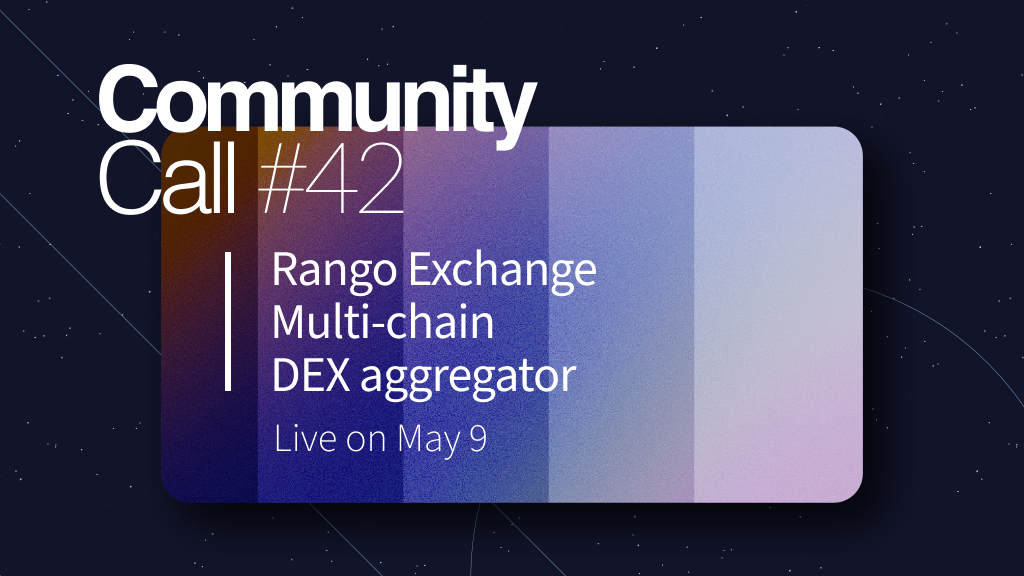 Community
Call #42
Rango Exchange
Multi-chain
DEX aggregator
Live on May 9